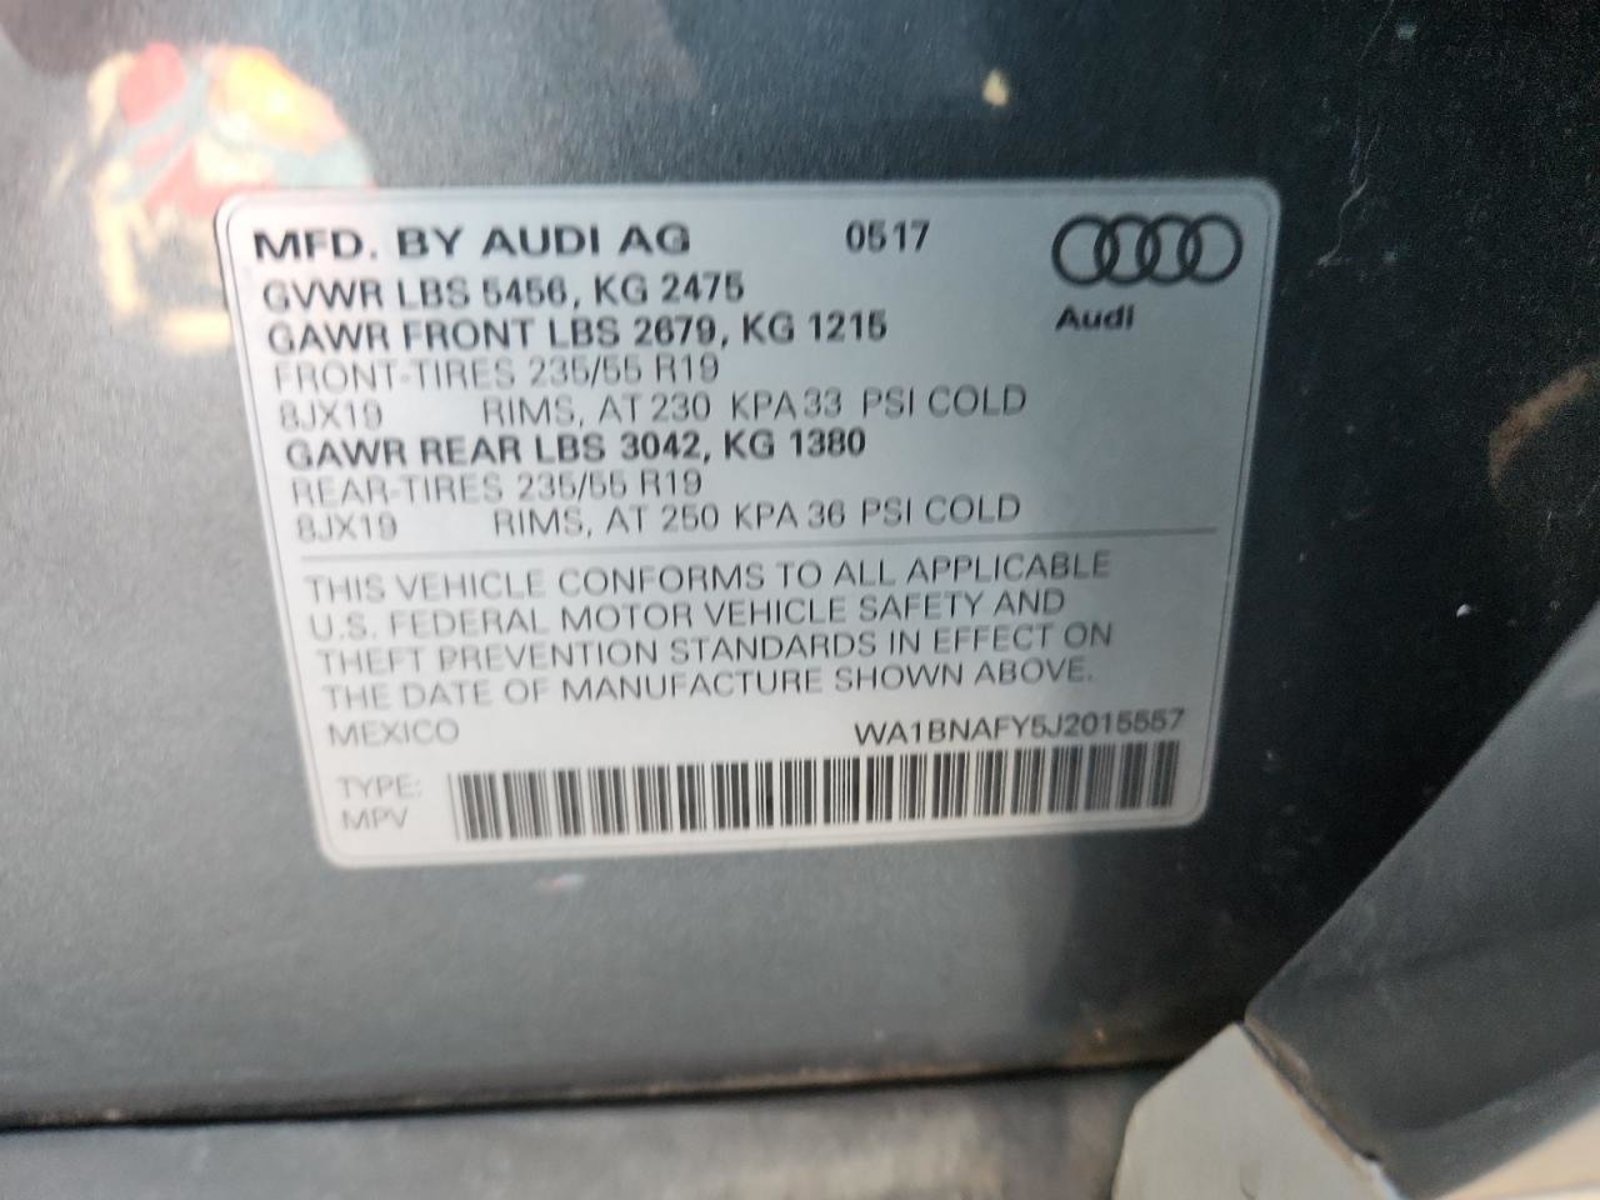 MFD. BY AUDI AG 0517
GVWR LBS 5456, KG 2475
GAWR FRONT LBS 2679, KG 1215
FRONT-TIRES 235/55 R19
8JX19 RIMS, AT 230 KPA 33 PSI COLD
GAWR REAR LBS 3042, KG 1380
REAR-TIRES 235/55 R19
8JX19 RIMS, AT 250 KPA 36 PSI COLD
Audi
THIS VEHICLE CONFORMS TO ALL APPLICABLE
U.S. FEDERAL MOTOR VEHICLE SAFETY AND
THEFT PREVENTION STANDARDS IN EFFECT ON
THE DATE OF MANUFACTURE SHOWN ABOVE.
MEXICO WA1BNAFY5J2015557
TYPE:
MPV